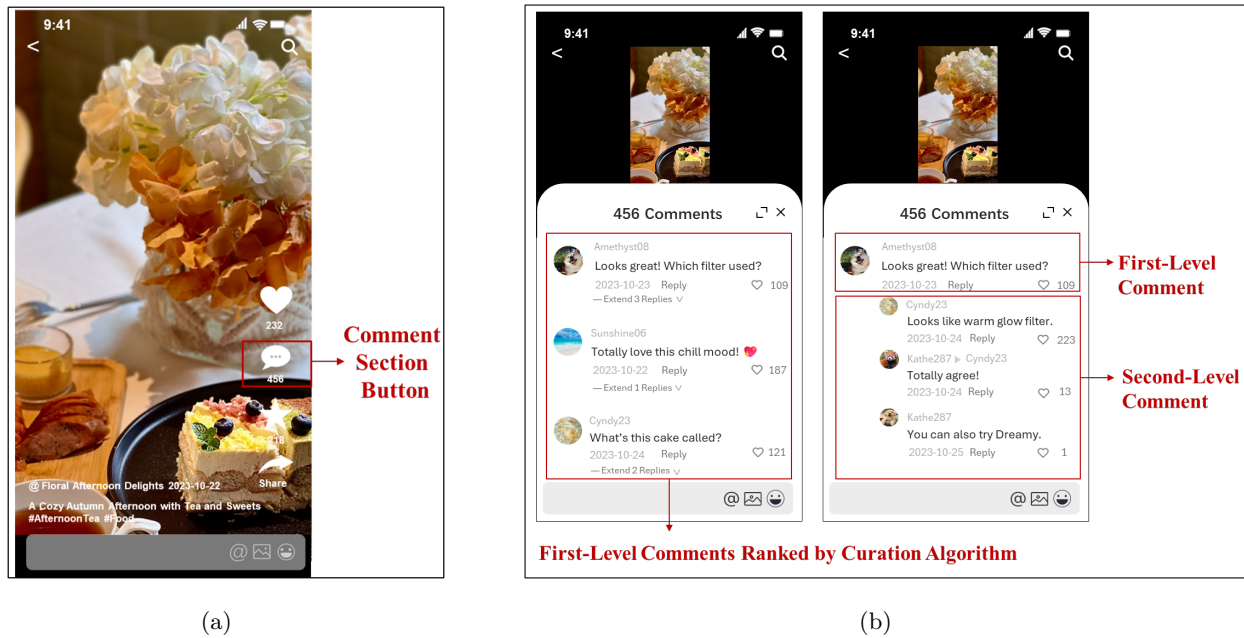 9:41
<
232
456
Comment
Section
Button
218
Share
@ Floral Afternoon Delights 2023-10-22
A Cozy Autumn Afternoon with Tea and Sweets
#AfternoonTea #Food
@
(a)
9:41
<
456 Comments
×
Amethyst08
Looks great! Which filter used?
2023-10-23 Reply 109
— Extend 3 Replies ∨
Sunshine06
Totally love this chill mood! 💖
2023-10-22 Reply 187
— Extend 1 Replies ∨
Cyndy23
What's this cake called?
2023-10-24 Reply 121
— Extend 2 Replies ∨
@
First-Level Comments Ranked by Curation Algorithm
9:41
<
456 Comments
×
Amethyst08
Looks great! Which filter used?
2023-10-23 Reply 109
Cyndy23
Looks like warm glow filter.
2023-10-24 Reply 223
Kathe287 ▶ Cyndy23
Totally agree!
2023-10-24 Reply 13
Kathe287
You can also try Dreamy.
2023-10-25 Reply 1
@
First-Level
Comment
Second-Level
Comment
(b)